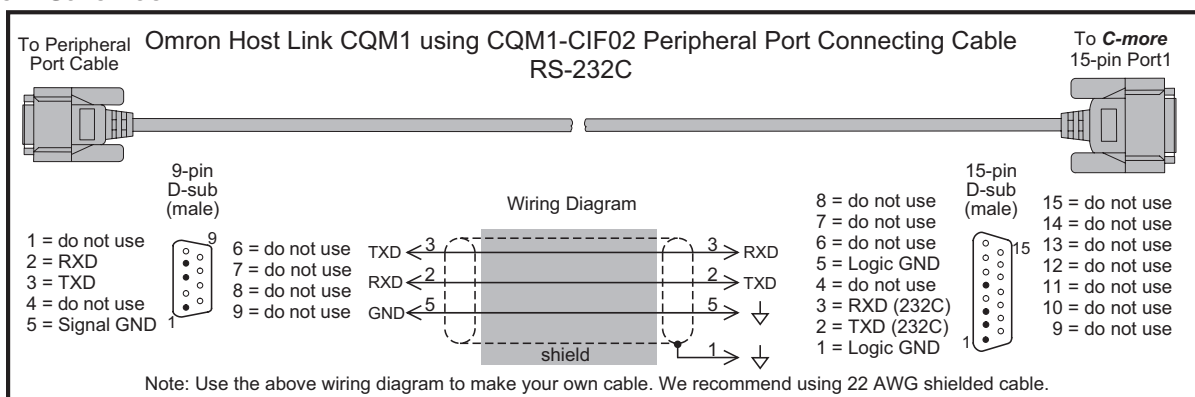 To Peripheral
Port Cable
Omron Host Link CQM1 using CQM1-CIF02 Peripheral Port Connecting Cable
RS-232C
To C-more
15-pin Port1
9-pin
D-sub
(male)
1 = do not use
2 = RXD
3 = TXD
4 = do not use
5 = Signal GND
9
1
6 = do not use
7 = do not use
8 = do not use
9 = do not use
Wiring Diagram
TXD 3 3 RXD
RXD 2 2 TXD
GND 5 5
shield 1
15-pin
D-sub
(male)
8 = do not use
7 = do not use
6 = do not use
5 = Logic GND
4 = do not use
3 = RXD (232C)
2 = TXD (232C)
1 = Logic GND
15
1
15 = do not use
14 = do not use
13 = do not use
12 = do not use
11 = do not use
10 = do not use
9 = do not use
Note: Use the above wiring diagram to make your own cable. We recommend using 22 AWG shielded cable.